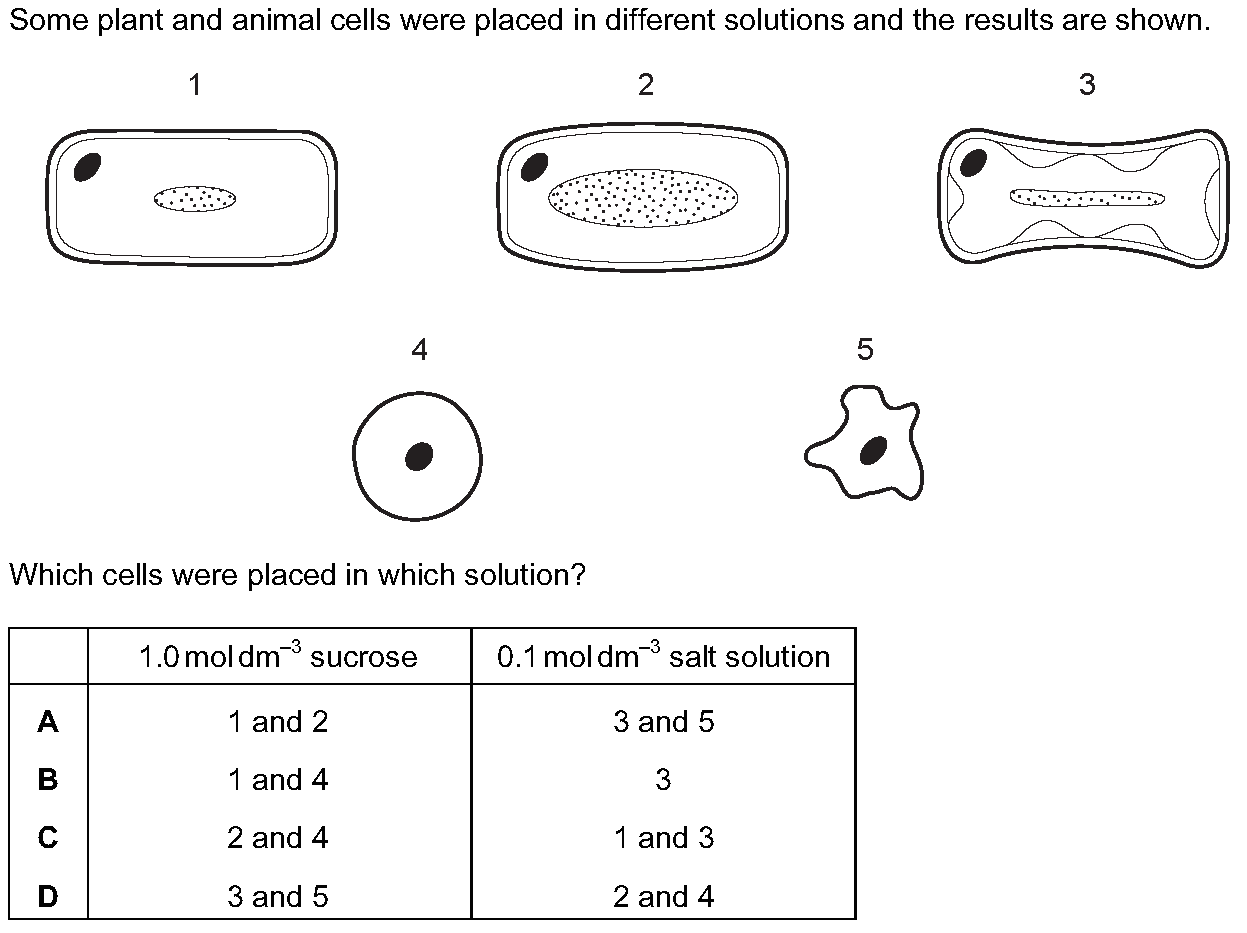 Some plant and animal cells were placed in different solutions and the results are shown.
1 2 3
4 5
Which cells were placed in which solution?
1.0 mol dm⁻³ sucrose 0.1 mol dm⁻³ salt solution
A 1 and 2 3 and 5
B 1 and 4 3
C 2 and 4 1 and 3
D 3 and 5 2 and 4